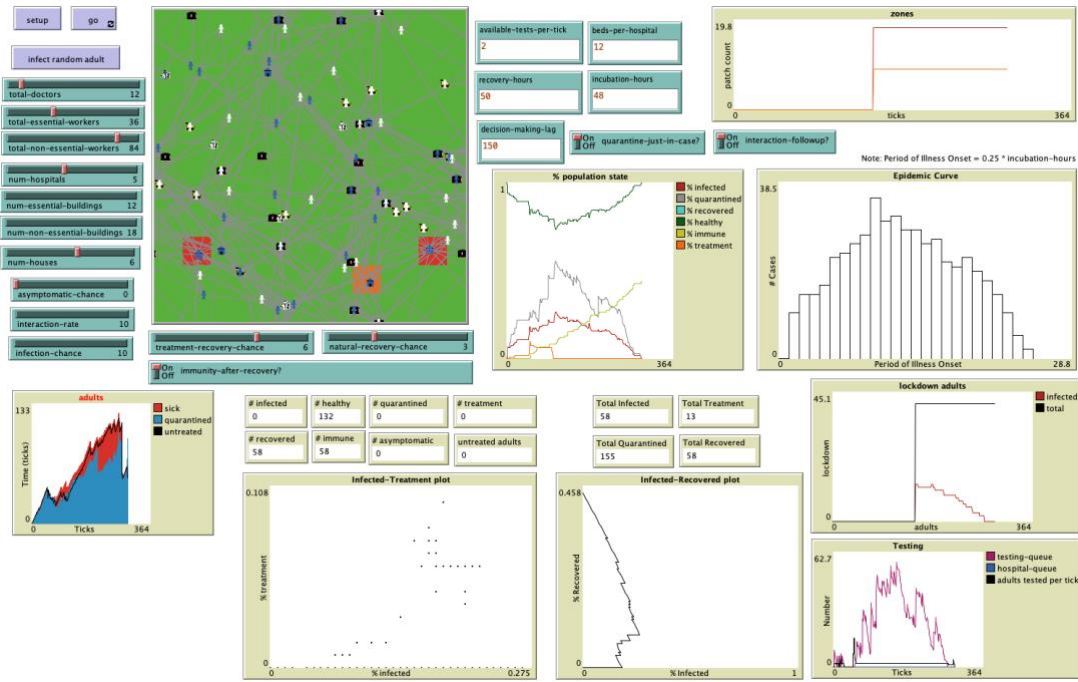 setup
go
infect random adult
total-doctors 12
total-essential-workers 36
total-non-essential-workers 84
num-hospitals 5
num-essential-buildings 12
num-non-essential-buildings 18
num-houses 6
asymptomatic-chance 0
interaction-rate 10
infection-chance 10
treatment-recovery-chance 6
natural-recovery-chance 3
On
Off
immunity-after-recovery?
available-tests-per-tick
2
beds-per-hospital
12
recovery-hours
50
incubation-hours
48
decision-making-lag
150
On
Off
quarantine-just-in-case?
On
Off
interaction-followup?
zones
19.8
patch count
0
0
ticks
364
Note: Period of Illness Onset = 0.25 * incubation-hours
% population state
1
0
0
364
% infected
% quarantined
% recovered
% healthy
% immune
% treatment
Epidemic Curve
38.5
# Cases
0
0
Period of Illness Onset
28.8
adults
133
Time (ticks)
0
0
Ticks
364
sick
quarantined
untreated
# infected
0
# healthy
132
# quarantined
0
# treatment
0
# recovered
58
# immune
58
# asymptomatic
0
untreated adults
0
Total Infected
58
Total Treatment
13
Total Quarantined
155
Total Recovered
58
Infected-Treatment plot
0.108
% treatment
0
0
% infected
0.275
Infected-Recovered plot
0.458
% Recovered
0
0
% Infected
1
lockdown adults
45.1
lockdown
0
0
adults
364
infected
total
Testing
62.7
Number
0
0
Ticks
364
testing-queue
hospital-queue
adults tested per tick